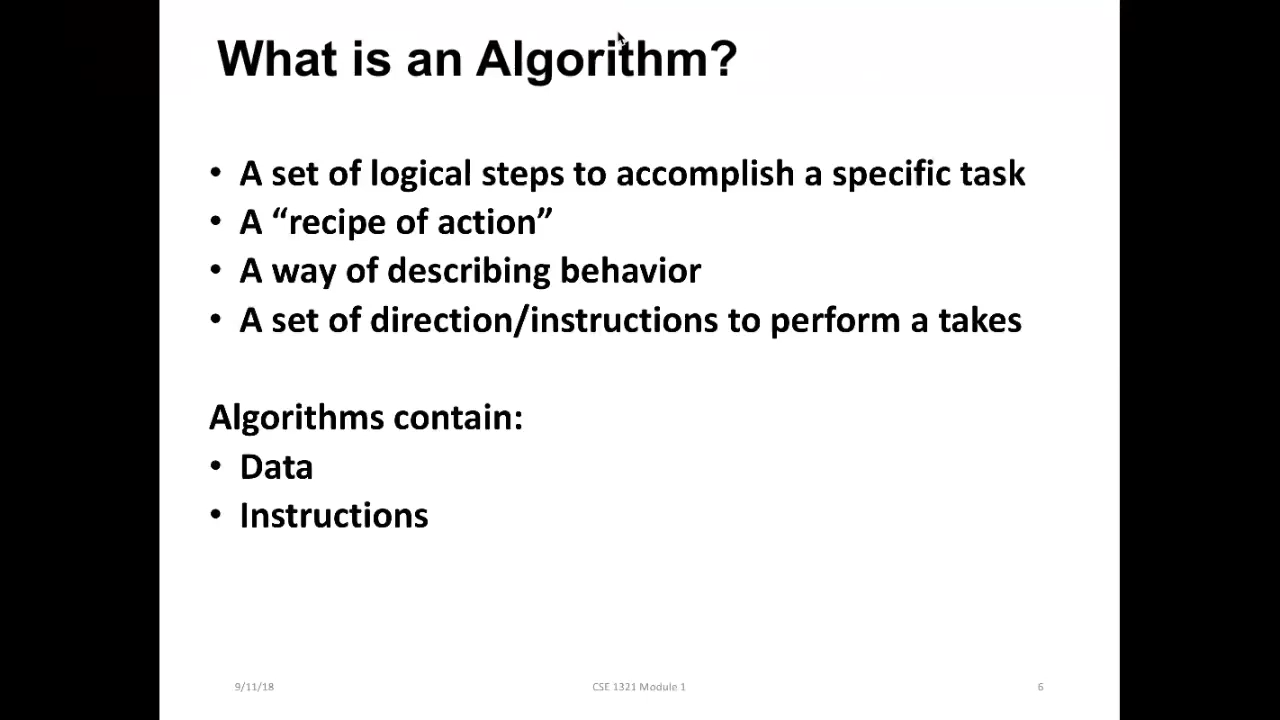 What is an Algorithm?
• A set of logical steps to accomplish a specific task
• A “recipe of action”
• A way of describing behavior
• A set of direction/instructions to perform a takes
Algorithms contain:
• Data
• Instructions
9/11/18
CSE 1321 Module 1
6